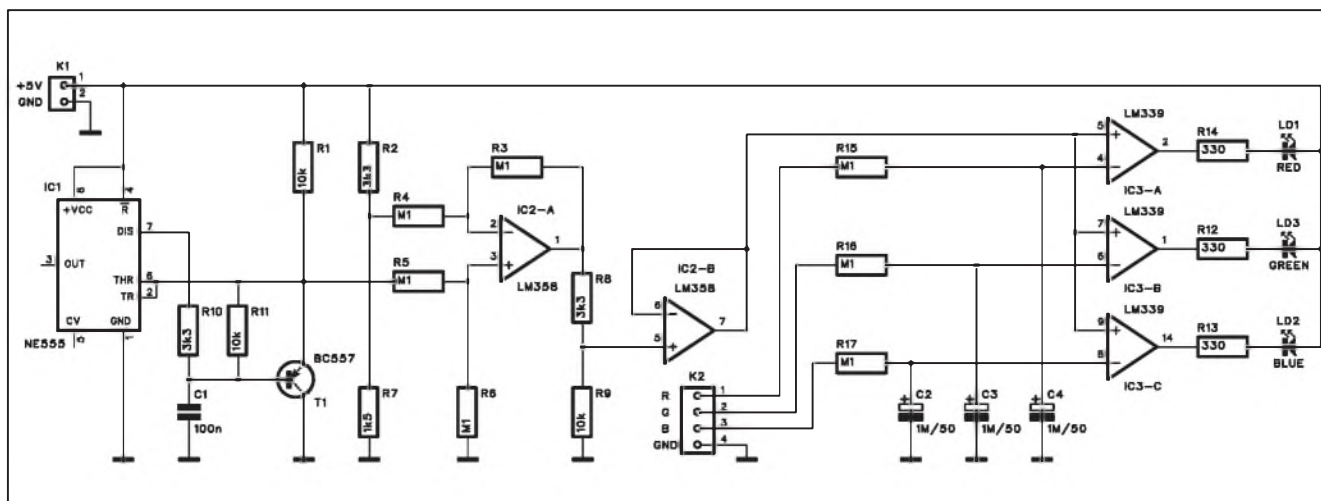 K1
+5V
GND
1
2
IC1
8
4
+VCC
R
DIS
7
3
OUT
THR
6
TR
2
CV
GND
5
1
NE555
R10
3k3
R11
10k
C1
100n
BC557
T1
R1
10k
R2
3k3
R4
M1
R5
M1
R3
M1
IC2-A
2
3
1
LM358
R7
1k5
R6
M1
R8
3k3
R9
10k
IC2-B
LM358
6
5
7
K2
R
1
G
2
B
3
GND
4
R15
M1
R16
M1
R17
M1
C2
1M/50
C3
1M/50
C4
1M/50
LM339
5
4
2
IC3-A
LM339
7
6
1
IC3-B
LM339
9
8
14
IC3-C
R14
330
LD1
RED
R12
330
LD3
GREEN
R13
330
LD2
BLUE